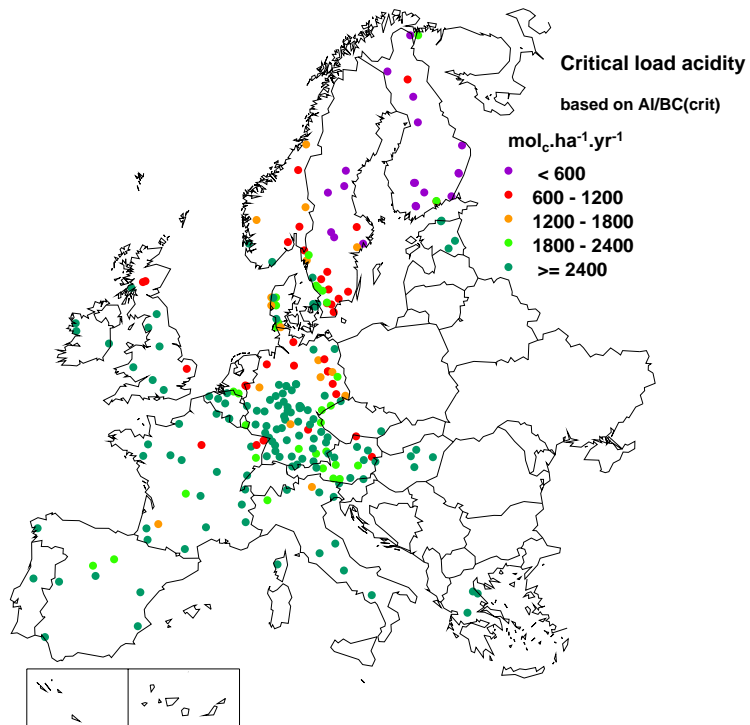 Critical load acidity
based on Al/BC(crit)
mol_c.ha⁻¹.yr⁻¹
< 600
600 - 1200
1200 - 1800
1800 - 2400
>= 2400